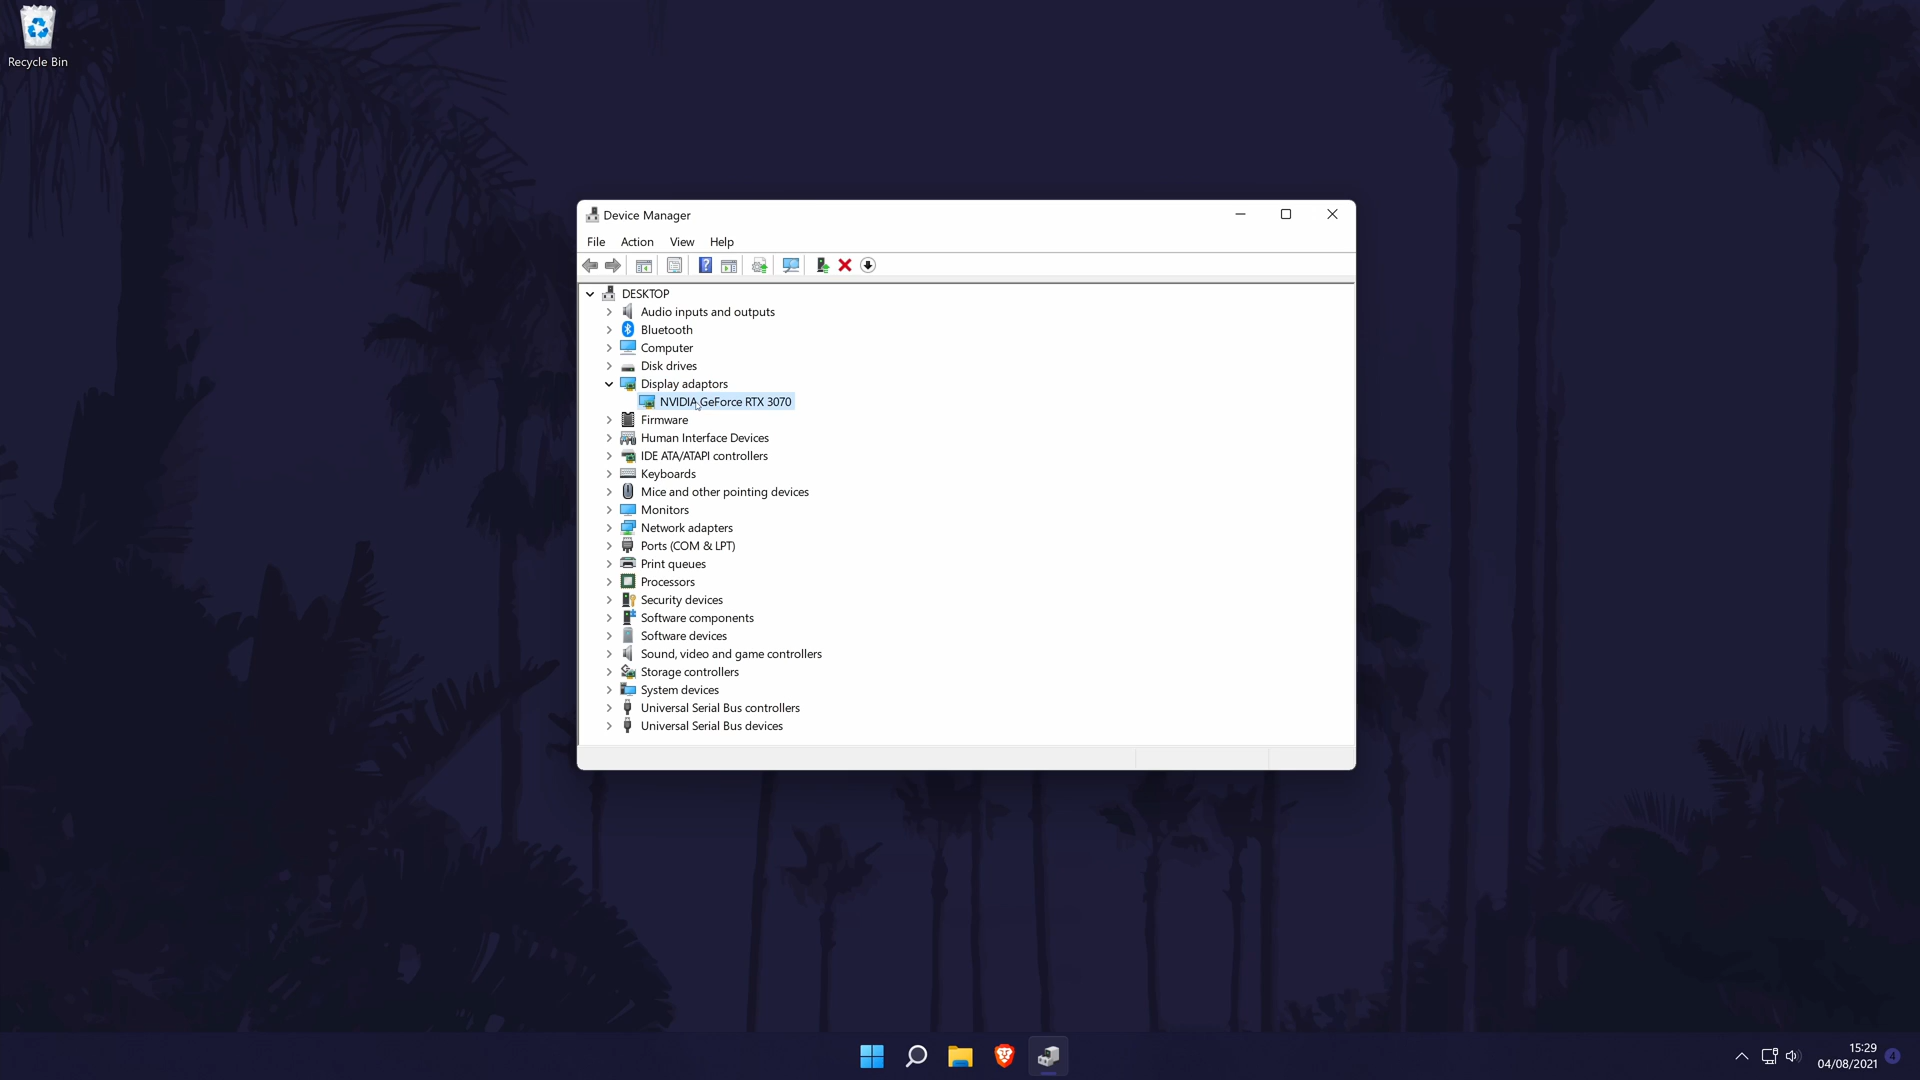 Recycle Bin
Device Manager
File Action View Help
DESKTOP
Audio inputs and outputs
Bluetooth
Computer
Disk drives
Display adaptors
NVIDIA GeForce RTX 3070
Firmware
Human Interface Devices
IDE ATA/ATAPI controllers
Keyboards
Mice and other pointing devices
Monitors
Network adapters
Ports (COM & LPT)
Print queues
Processors
Security devices
Software components
Software devices
Sound, video and game controllers
Storage controllers
System devices
Universal Serial Bus controllers
Universal Serial Bus devices
15:29
04/08/2021
4